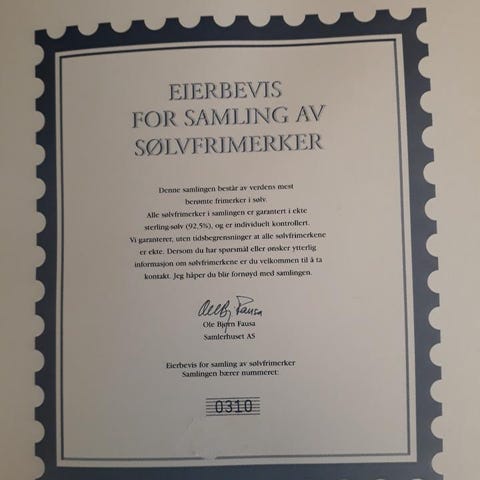 EIERBEVIS
FOR SAMLING AV
SØLVFRIMERKER
Denne samlingen består av verdens mest
berømte frimerker i sølv.
Alle sølvfrimerker i samlingen er garantert i ekte
sterling-sølv (92,5%), og er individuelt kontrollert.
Vi garanterer, uten tidsbegrensninger at alle sølvfrimerkene
er ekte. Dersom du har spørsmål eller ønsker ytterlig
informasjon om sølvfrimerkene er du velkommen til å ta
kontakt. Jeg håper du blir fornøyd med samlingen.
Ole Bj Fausa
Ole Bjørn Fausa
Samlerhuset AS
Eierbevis for samling av sølvfrimerker
Samlingen bærer nummeret:
0310